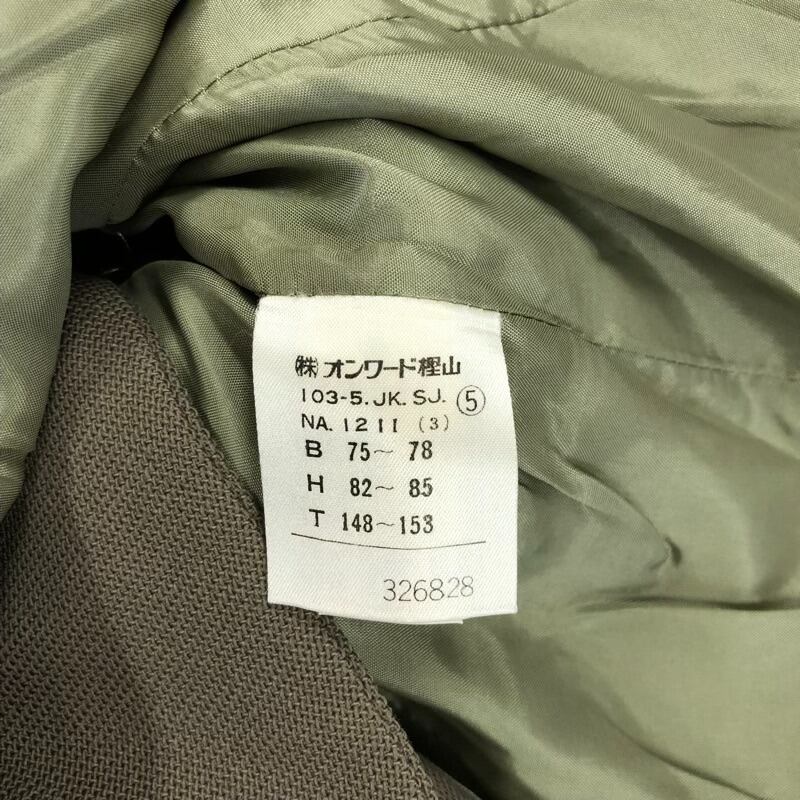 ㈱オンワード樫山
103-5.JK.SJ. ⑤
NA.1211 (3)
B 75～ 78
H 82～ 85
T 148～153
326828